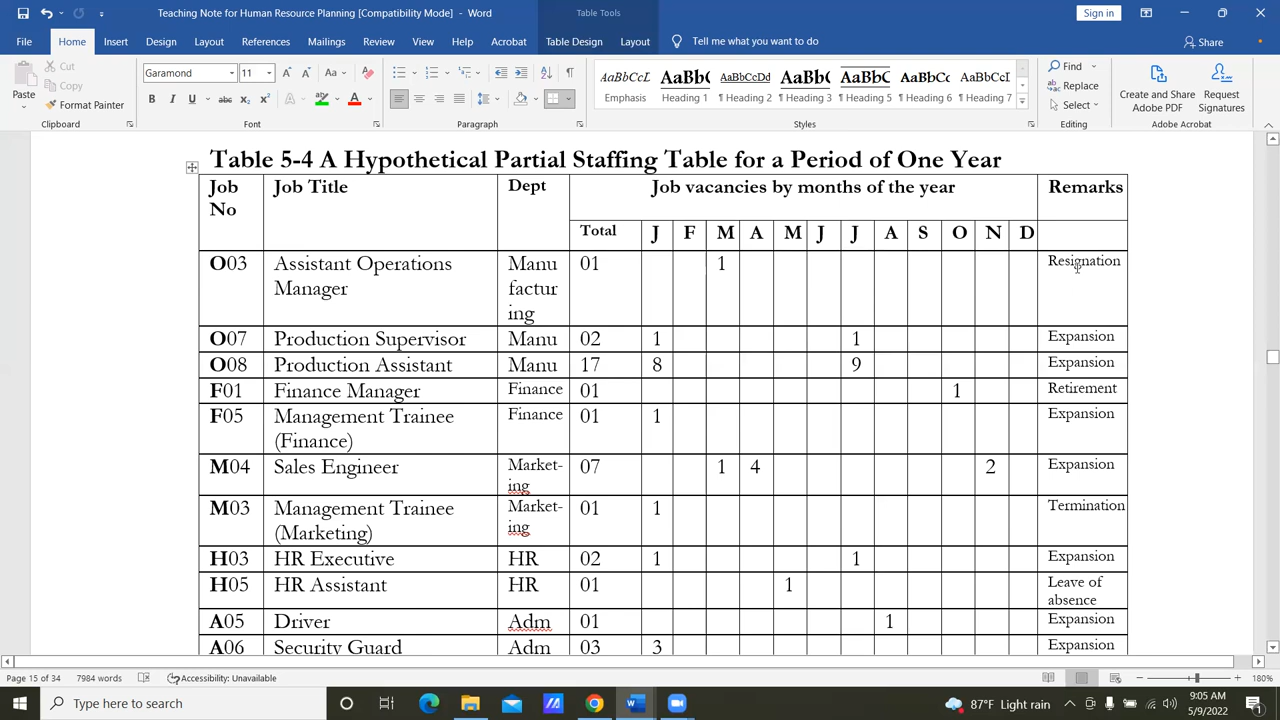 Teaching Note for Human Resource Planning [Compatibility Mode] - Word
Table Tools
Sign in
File Home Insert Design Layout References Mailings Review View Help Acrobat Table Design Layout Tell me what you want to do Share
Paste
Cut
Copy
Format Painter
Garamond 11
AaBbCcL AaBb( AaBbCcDd AaBbC AaBbC AaBbC AaBbCcL
Emphasis Heading 1 ¶ Heading 2 Heading 3 Heading 5 ¶ Heading 6 ¶ Heading 7
Find
Replace
Select
Create and Share Adobe PDF
Request Signatures
Clipboard Font Paragraph Styles Editing Adobe Acrobat
Table 5-4 A Hypothetical Partial Staffing Table for a Period of One Year
Job No Job Title Dept Job vacancies by months of the year Remarks
Total J F M A M J J A S O N D
O03 Assistant Operations Manager Manu factur ing 01 1 Resignation
O07 Production Supervisor Manu 02 1 1 Expansion
O08 Production Assistant Manu 17 8 9 Expansion
F01 Finance Manager Finance 01 1 Retirement
F05 Management Trainee (Finance) Finance 01 1 Expansion
M04 Sales Engineer Market-ing 07 1 4 2 Expansion
M03 Management Trainee (Marketing) Market-ing 01 1 Termination
H03 HR Executive HR 02 1 1 Expansion
H05 HR Assistant HR 01 1 Leave of absence
A05 Driver Adm 01 1 Expansion
A06 Security Guard Adm 03 3 Expansion
Page 15 of 34 7984 words Accessibility: Unavailable 180%
Type here to search
87°F Light rain
9:05 AM
5/9/2022